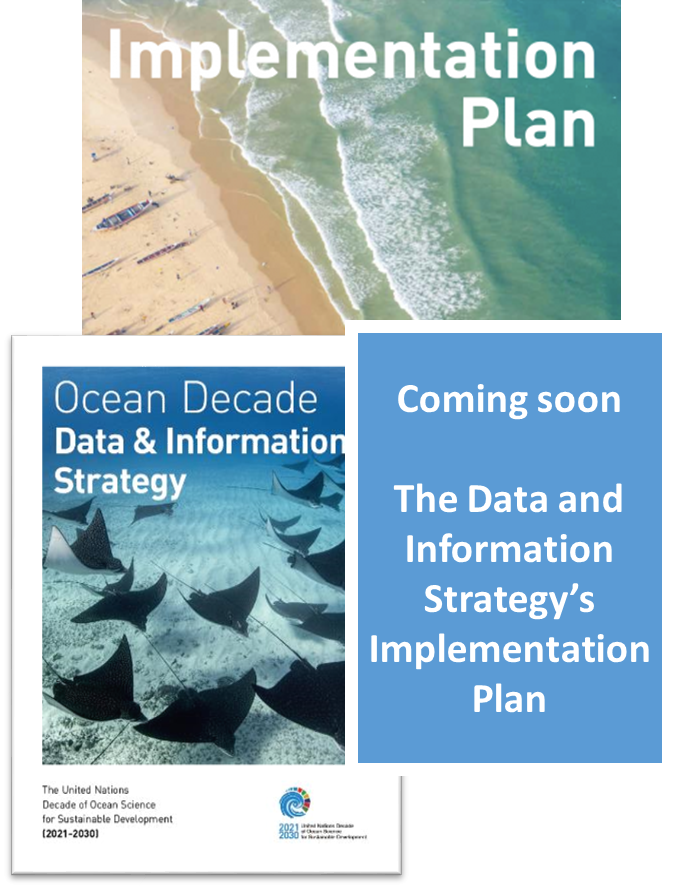 Implementation
Plan
Ocean Decade
Data & Information
Strategy
Coming soon
The Data and
Information
Strategy’s
Implementation
Plan
The United Nations
Decade of Ocean Science
for Sustainable Development
(2021-2030)
2021
2030
United Nations Decade
of Ocean Science
for Sustainable Development